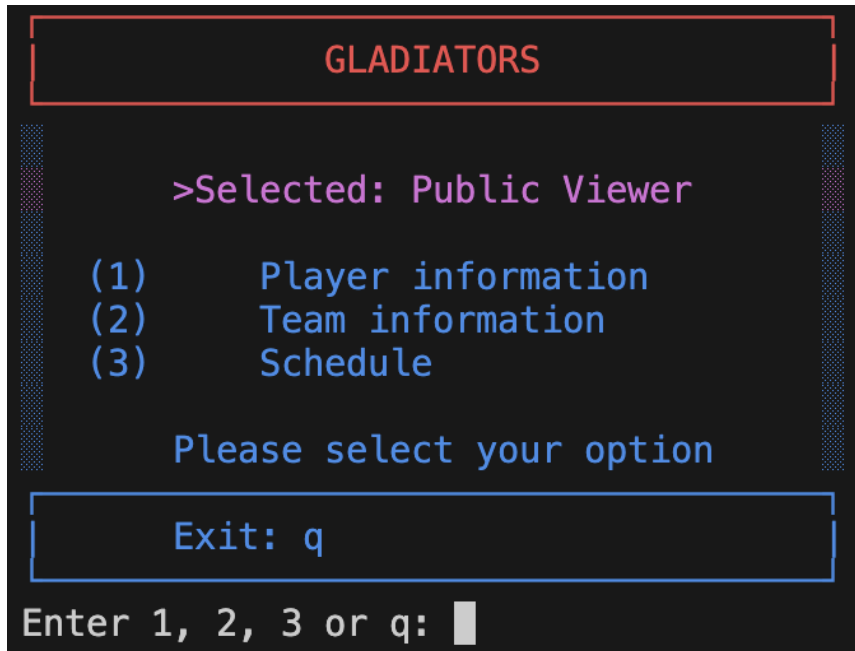 GLADIATORS
>Selected: Public Viewer
(1) Player information
(2) Team information
(3) Schedule
Please select your option
Exit: q
Enter 1, 2, 3 or q: